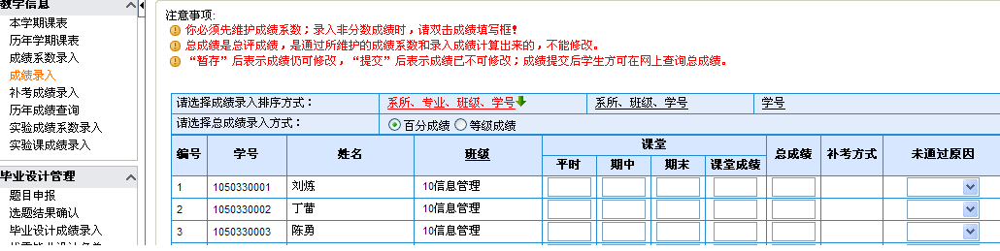 教学信息
本学期课表
历年学期课表
成绩系数录入
成绩录入
补考成绩录入
历年成绩查询
实验成绩系数录入
实验课成绩录入
毕业设计管理
题目申报
选题结果确认
毕业设计成绩录入
注意事项:
你必须先维护成绩系数；录入非分数成绩时，请双击成绩填写框！
总成绩是总评成绩，是通过所维护的成绩系数和录入成绩计算出来的，不能修改。
“暂存”后表示成绩仍可修改，“提交”后表示成绩已不可修改；成绩提交后学生方可在网上查询总成绩。
请选择成绩录入排序方式： 系所、专业、班级、学号 系所、班级、学号 学号
请选择总成绩录入方式： 百分成绩 等级成绩
编号 学号 姓名 班级 课堂 总成绩 补考方式 未通过原因
平时 期中 期末 课堂成绩
1 1050330001 刘炼 10信息管理
2 1050330002 丁蕾 10信息管理
3 1050330003 陈勇 10信息管理